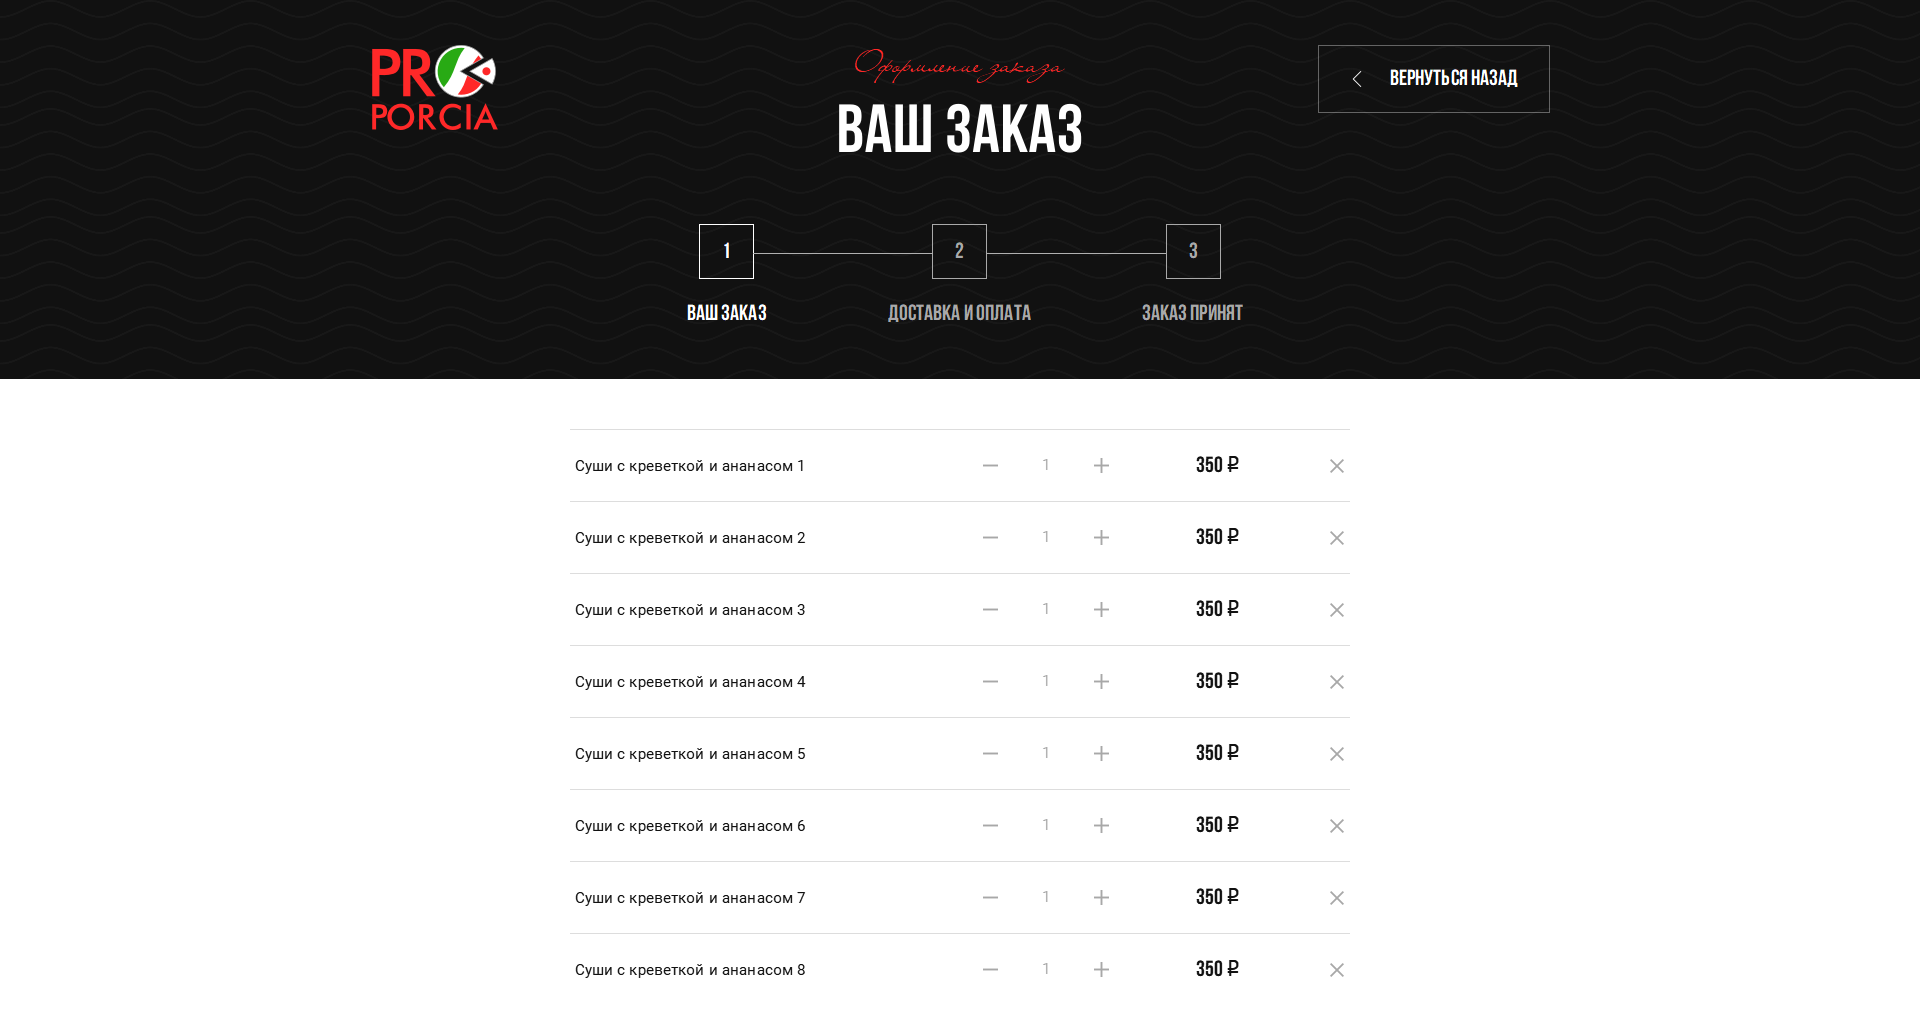 PRO
PORCIA
Оформление заказа
ВАШ ЗАКАЗ
ВЕРНУТЬСЯ НАЗАД
1
2
3
ВАШ ЗАКАЗ
ДОСТАВКА И ОПЛАТА
ЗАКАЗ ПРИНЯТ
Суши с креветкой и ананасом 1 1 350 ₽
Суши с креветкой и ананасом 2 1 350 ₽
Суши с креветкой и ананасом 3 1 350 ₽
Суши с креветкой и ананасом 4 1 350 ₽
Суши с креветкой и ананасом 5 1 350 ₽
Суши с креветкой и ананасом 6 1 350 ₽
Суши с креветкой и ананасом 7 1 350 ₽
Суши с креветкой и ананасом 8 1 350 ₽